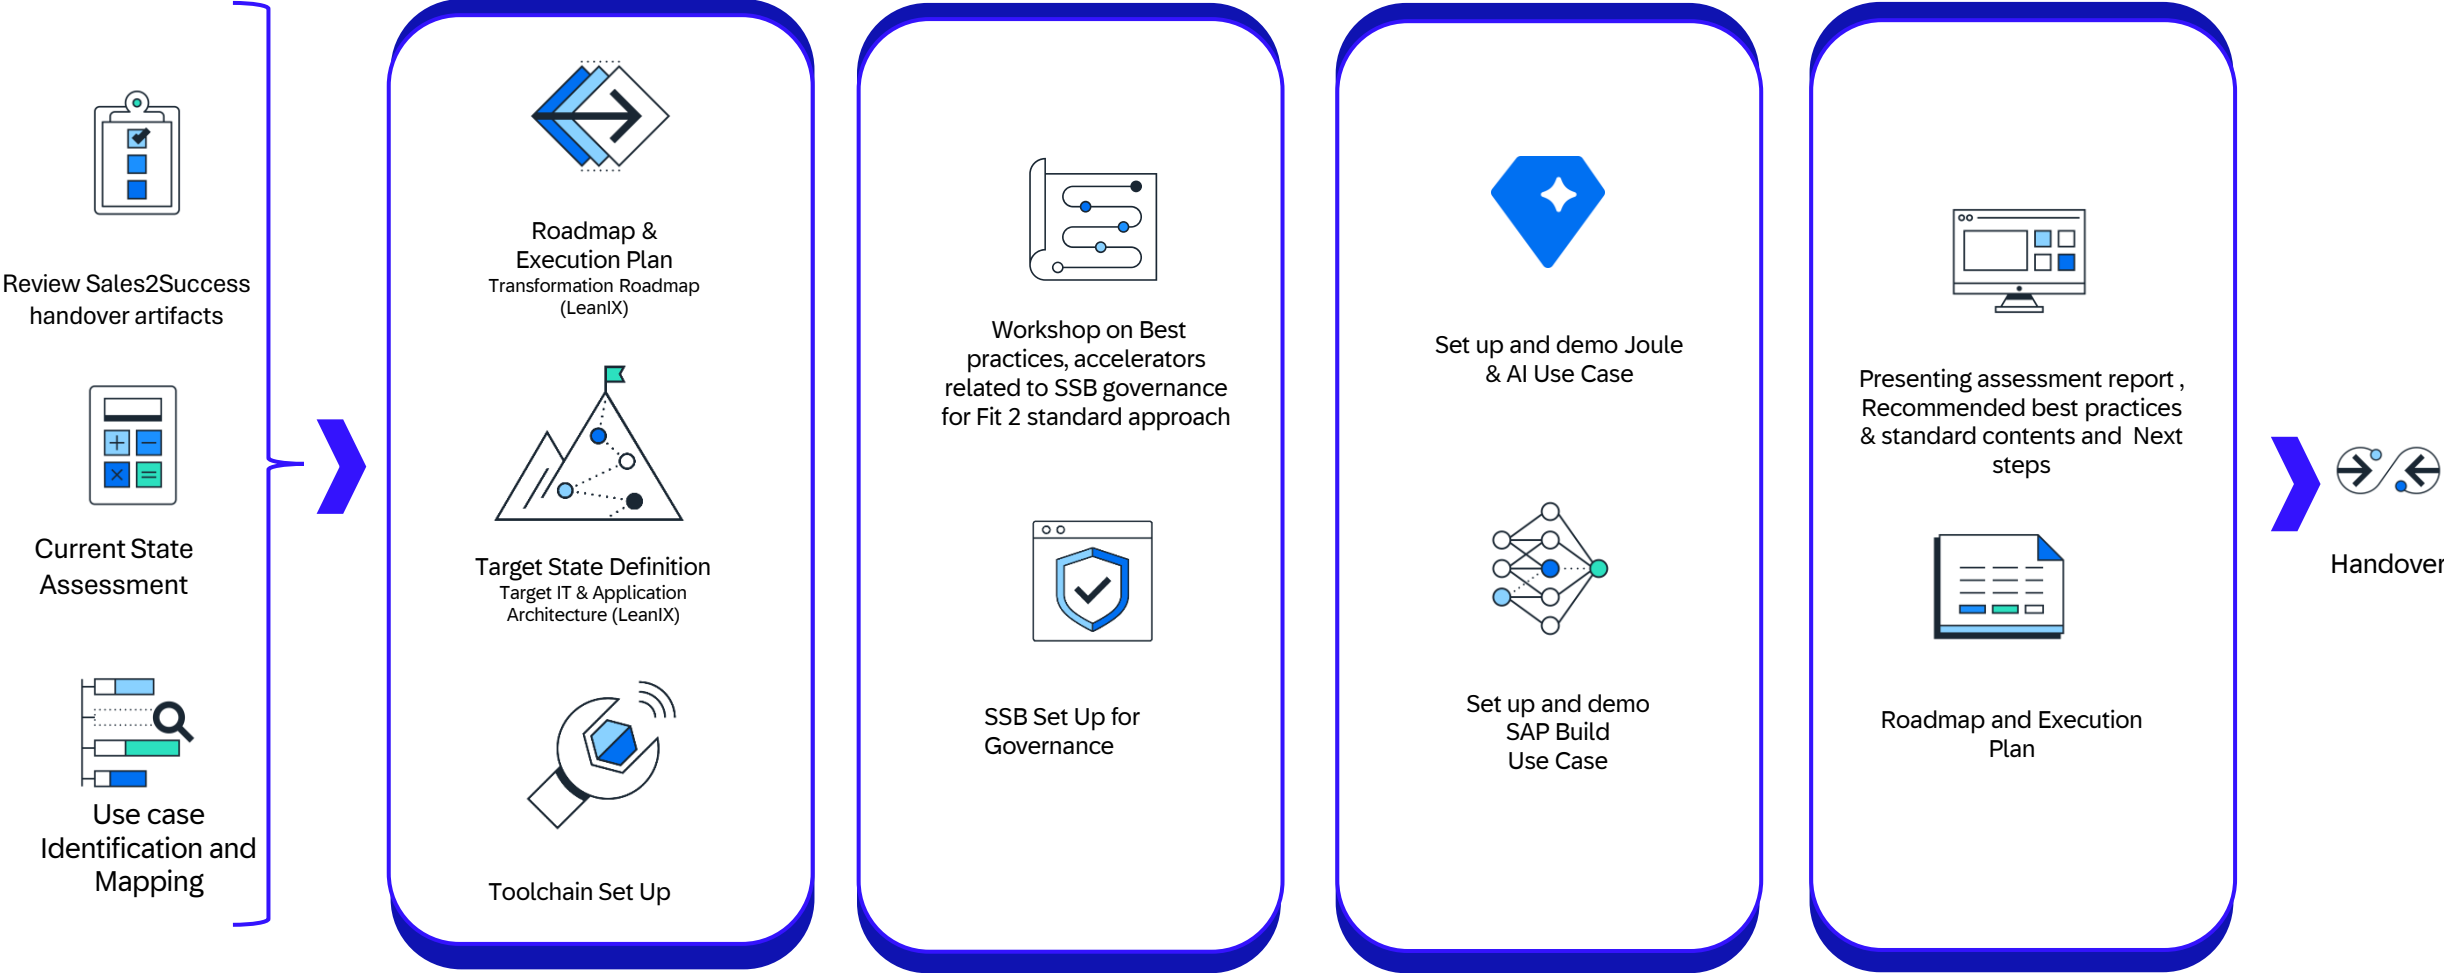 Review Sales2Success
handover artifacts
Current State
Assessment
Use case
Identification and
Mapping
Roadmap &
Execution Plan
Transformation Roadmap
(LeanIX)
Target State Definition
Target IT & Application
Architecture (LeanIX)
Toolchain Set Up
Workshop on Best
practices, accelerators
related to SSB governance
for Fit 2 standard approach
SSB Set Up for
Governance
Set up and demo Joule
& AI Use Case
Set up and demo
SAP Build
Use Case
Presenting assessment report ,
Recommended best practices
& standard contents and  Next
steps
Roadmap and Execution
Plan
Handover